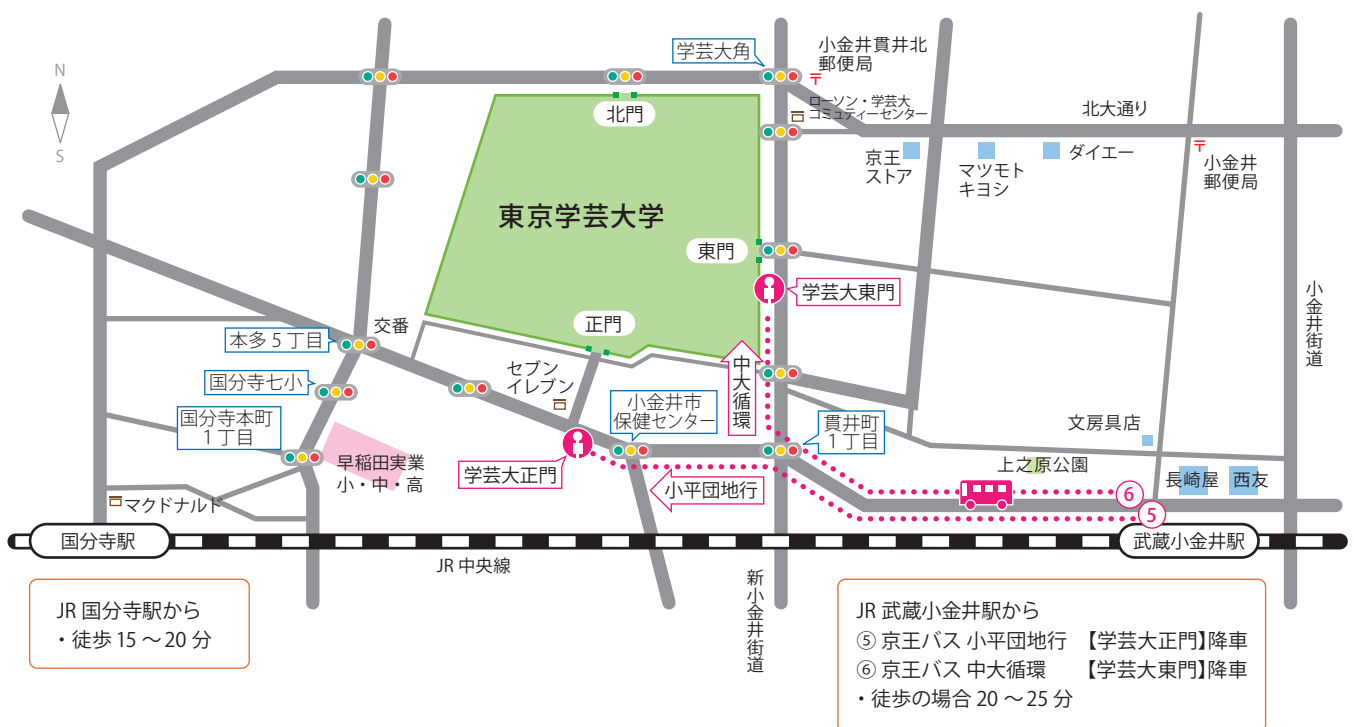 学芸大角
小金井貫井北
郵便局
〒
N
S
ローソン・学芸大
コミュティーセンター
北門
北大通り
京王
ストア
マツモト
キヨシ
ダイエー
〒
小金井
郵便局
東京学芸大学
東門
学芸大東門
小金井街道
正門
交番
本多5丁目
中大循環
セブン
イレブン
国分寺七小
小金井市
保健センター
国分寺本町
1丁目
貫井町
1丁目
文房具店
早稲田実業
小・中・高
学芸大正門
小平団地行
上之原公園
長崎屋
西友
マクドナルド
⑥
⑤
国分寺駅
武蔵小金井駅
JR 中央線
新小金井街道
JR 国分寺駅から
・徒歩 15 〜 20 分
JR 武蔵小金井駅から
⑤ 京王バス 小平団地行 【学芸大正門】降車
⑥ 京王バス 中大循環 【学芸大東門】降車
・徒歩の場合 20 〜 25 分